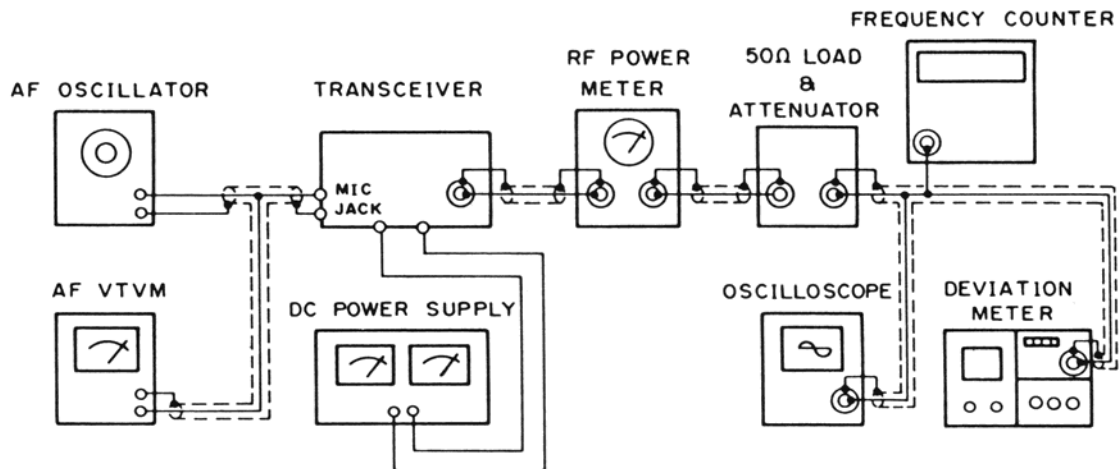 FREQUENCY COUNTER
AF OSCILLATOR
TRANSCEIVER
RF POWER
METER
50Ω LOAD
&
ATTENUATOR
MIC
JACK
AF VTVM
DC POWER SUPPLY
OSCILLOSCOPE
DEVIATION
METER